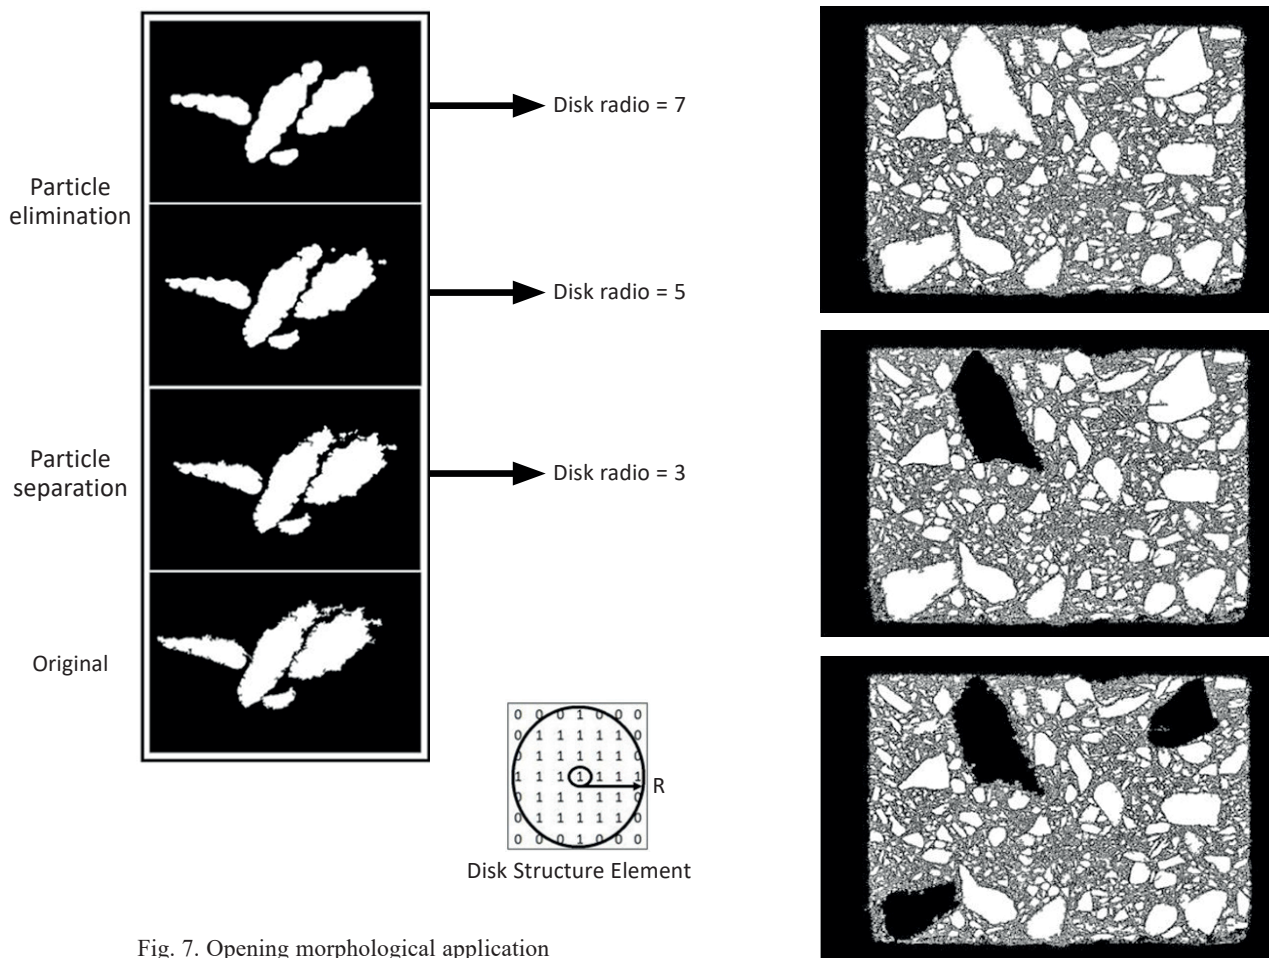 Disk radio = 7
Particle
elimination
Disk radio = 5
Particle
separation
Disk radio = 3
Original
0 0 0 1 0 0 0
0 1 1 1 1 1 0
0 1 1 1 1 1 0
1 1 1 1 1 1 1
R
0 1 1 1 1 1 0
0 1 1 1 1 1 0
0 0 0 1 0 0 0
Disk Structure Element
Fig. 7. Opening morphological application